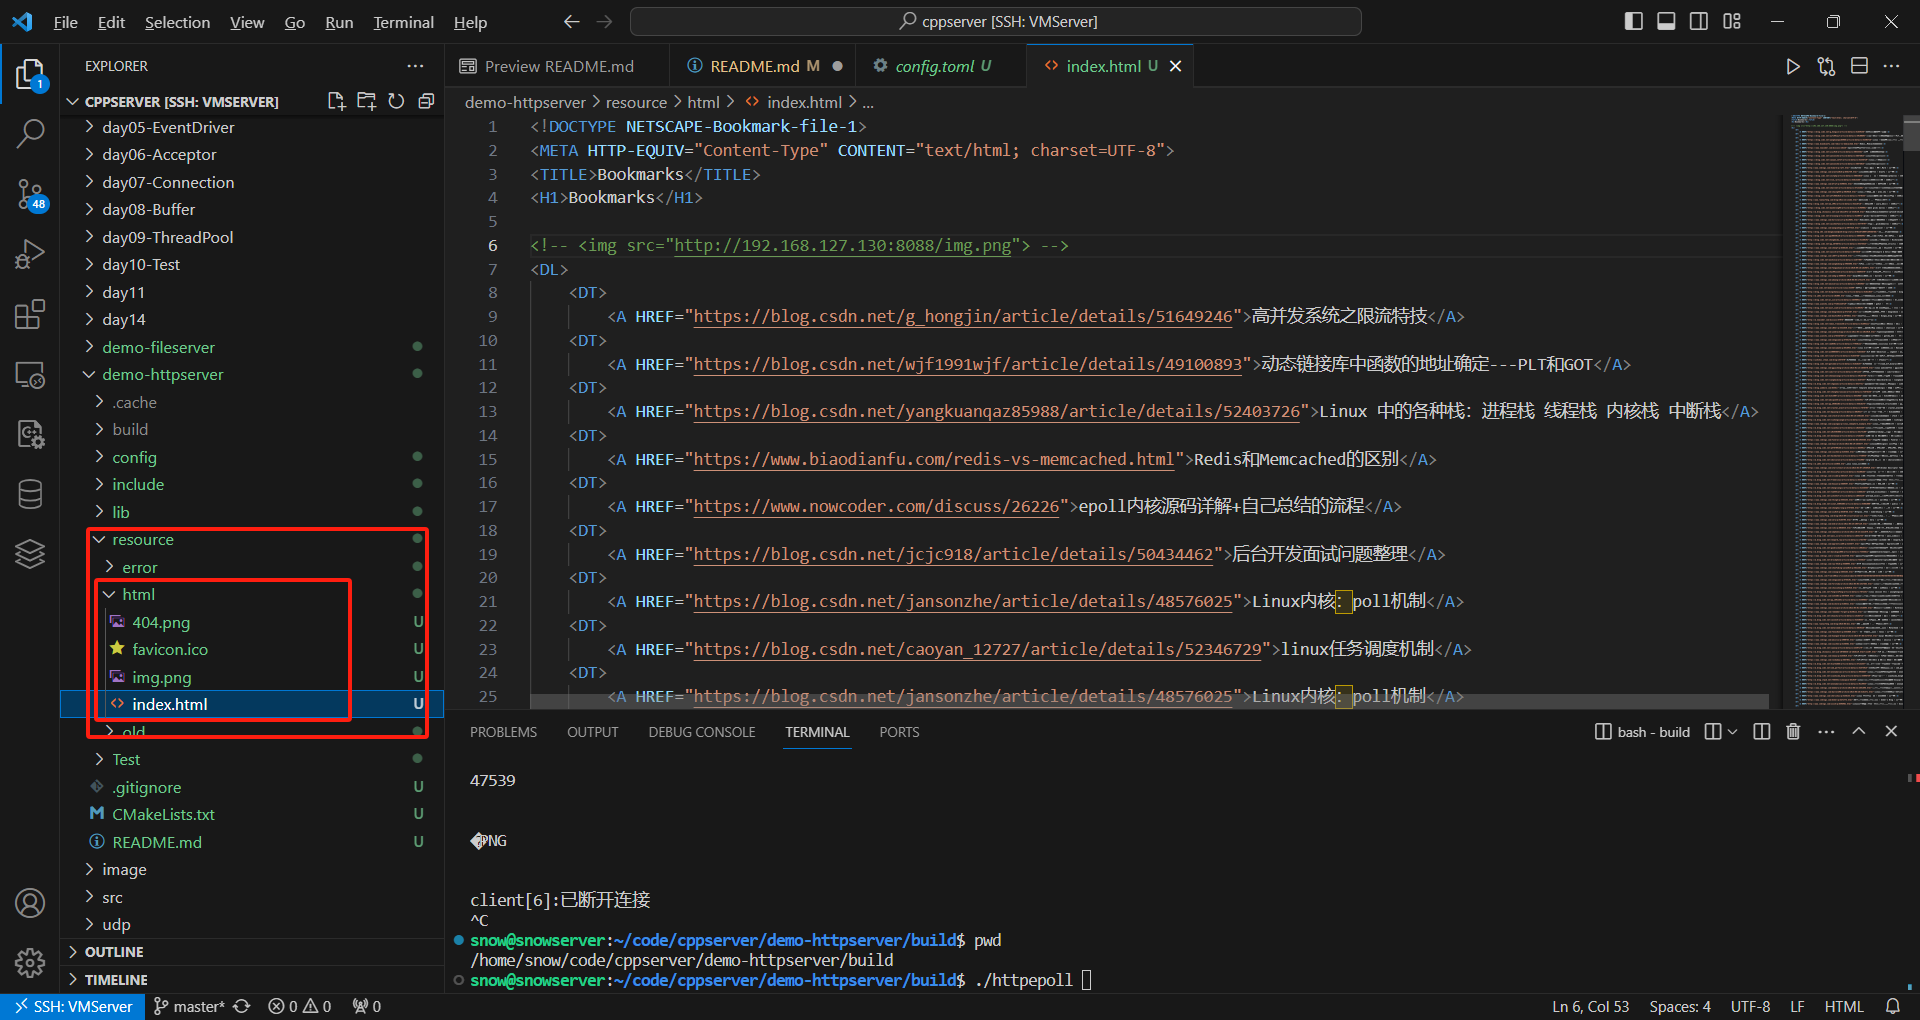 File Edit Selection View Go Run Terminal Help
cppserver [SSH: VMServer]
EXPLORER
CPPSERVER [SSH: VMSERVER]
day05-EventDriver
day06-Acceptor
day07-Connection
day08-Buffer
day09-ThreadPool
day10-Test
day11
day14
demo-fileserver
demo-httpserver
.cache
build
config
include
lib
resource
error
html
404.png U
favicon.ico U
img.png U
index.html U
old
Test
.gitignore U
CMakeLists.txt U
README.md U
image
src
udp
OUTLINE
TIMELINE
1
48
Preview README.md
README.md M
config.toml U
index.html U
demo-httpserver > resource > html > index.html > ...
1 <!DOCTYPE NETSCAPE-Bookmark-file-1>
2 <META HTTP-EQUIV="Content-Type" CONTENT="text/html; charset=UTF-8">
3 <TITLE>Bookmarks</TITLE>
4 <H1>Bookmarks</H1>
5
6 <!-- <img src="http://192.168.127.130:8088/img.png"> -->
7 <DL>
8 <DT>
9 <A HREF="https://blog.csdn.net/g_hongjin/article/details/51649246">高并发系统之限流特技</A>
10 <DT>
11 <A HREF="https://blog.csdn.net/wjf1991wjf/article/details/49100893">动态链接库中函数的地址确定---PLT和GOT</A>
12 <DT>
13 <A HREF="https://blog.csdn.net/yangkuanqaz85988/article/details/52403726">Linux 中的各种栈：进程栈 线程栈 内核栈 中断栈</A>
14 <DT>
15 <A HREF="https://www.biaodianfu.com/redis-vs-memcached.html">Redis和Memcached的区别</A>
16 <DT>
17 <A HREF="https://www.nowcoder.com/discuss/26226">epoll内核源码详解+自己总结的流程</A>
18 <DT>
19 <A HREF="https://blog.csdn.net/jcjc918/article/details/50434462">后台开发面试问题整理</A>
20 <DT>
21 <A HREF="https://blog.csdn.net/jansonzhe/article/details/48576025">Linux内核：poll机制</A>
22 <DT>
23 <A HREF="https://blog.csdn.net/caoyan_12727/article/details/52346729">linux任务调度机制</A>
24 <DT>
25 <A HREF="https://blog.csdn.net/jansonzhe/article/details/48576025">Linux内核：poll机制</A>
PROBLEMS OUTPUT DEBUG CONSOLE TERMINAL PORTS
bash - build
47539
�PNG
client[6]:已断开连接
^C
snow@snowserver:~/code/cppserver/demo-httpserver/build$ pwd
/home/snow/code/cppserver/demo-httpserver/build
snow@snowserver:~/code/cppserver/demo-httpserver/build$ ./httpepoll
SSH: VMServer master* 0 0 0
Ln 6, Col 53 Spaces: 4 UTF-8 LF HTML